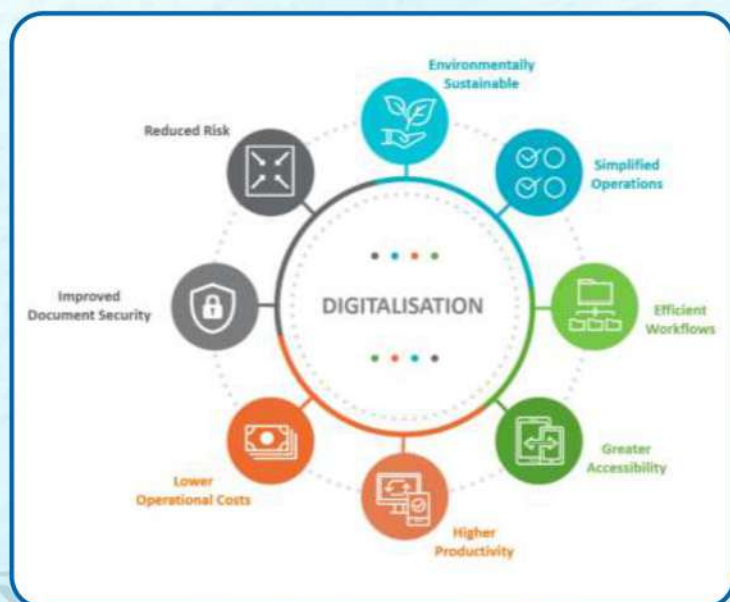 Environmentally
Sustainable
Reduced Risk
Simplified
Operations
Improved
Document Security
DIGITALISATION
Efficient
Workflows
Greater
Accessibility
Lower
Operational Costs
Higher
Productivity